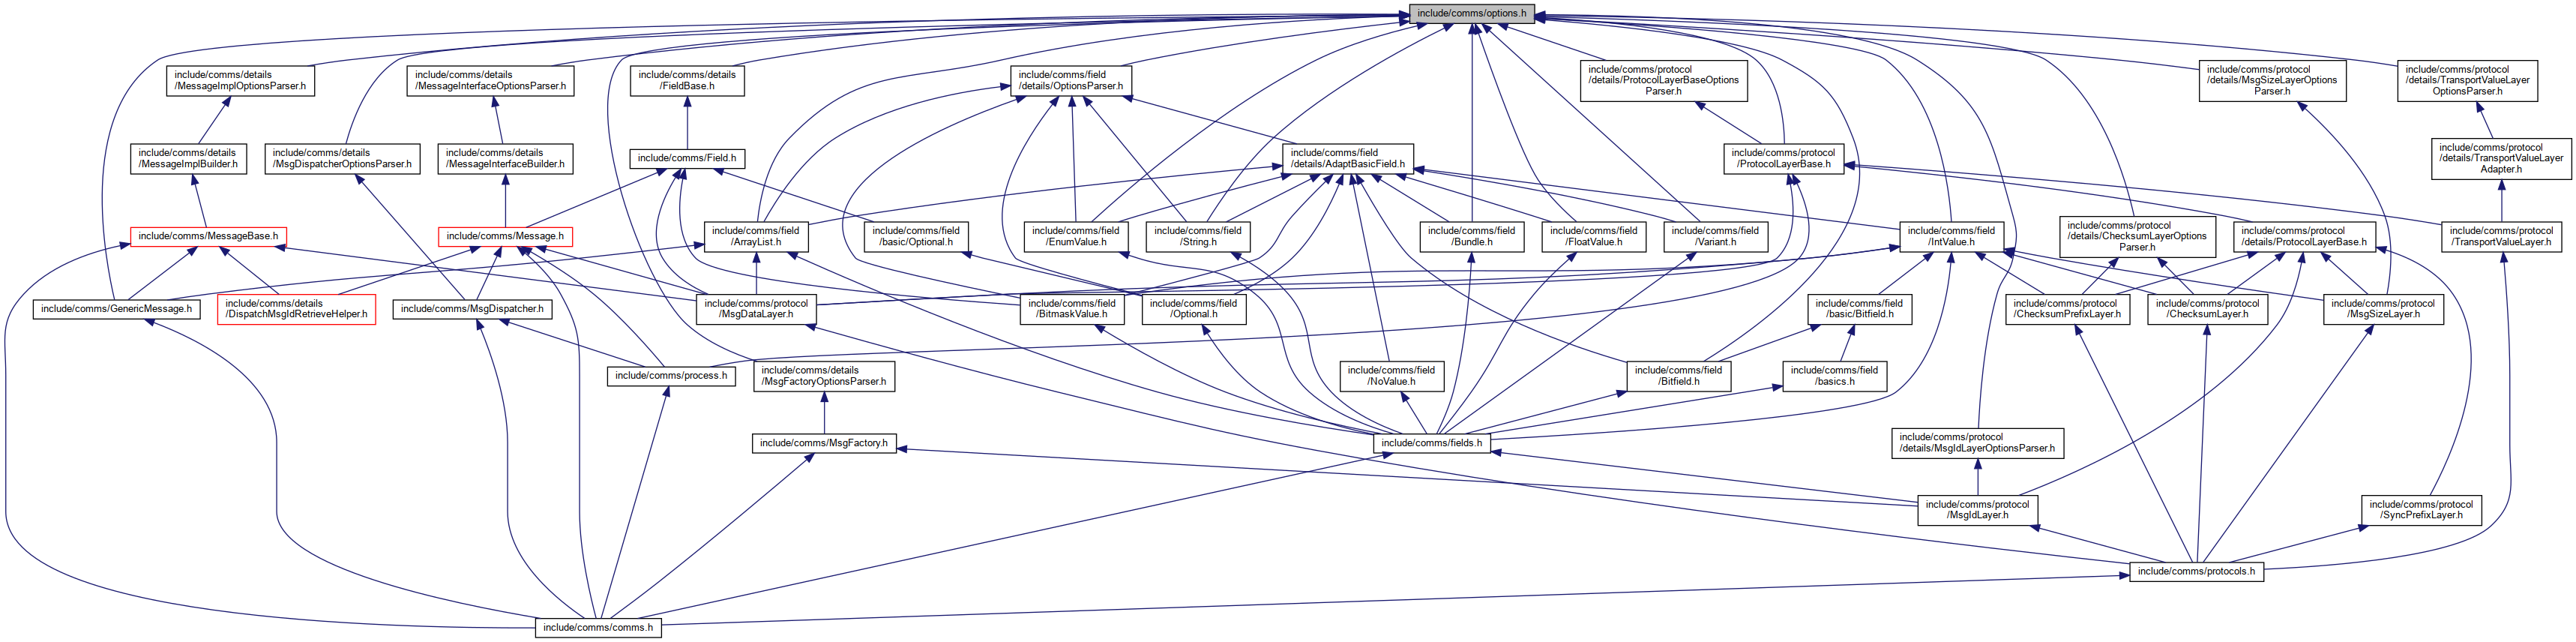 include/comms/options.h
include/comms/details
/MessageImplOptionsParser.h
include/comms/details
/MessageInterfaceOptionsParser.h
include/comms/details
/FieldBase.h
include/comms/field
/details/OptionsParser.h
include/comms/protocol
/details/ProtocolLayerBaseOptions
Parser.h
include/comms/protocol
/details/MsgSizeLayerOptions
Parser.h
include/comms/protocol
/details/TransportValueLayer
OptionsParser.h
include/comms/details
/MessageImplBuilder.h
include/comms/details
/MsgDispatcherOptionsParser.h
include/comms/details
/MessageInterfaceBuilder.h
include/comms/Field.h
include/comms/field
/details/AdaptBasicField.h
include/comms/protocol
/ProtocolLayerBase.h
include/comms/protocol
/details/TransportValueLayer
Adapter.h
include/comms/MessageBase.h
include/comms/Message.h
include/comms/field
/ArrayList.h
include/comms/field
/basic/Optional.h
include/comms/field
/EnumValue.h
include/comms/field
/String.h
include/comms/field
/Bundle.h
include/comms/field
/FloatValue.h
include/comms/field
/Variant.h
include/comms/field
/IntValue.h
include/comms/protocol
/details/ChecksumLayerOptions
Parser.h
include/comms/protocol
/details/ProtocolLayerBase.h
include/comms/protocol
/TransportValueLayer.h
include/comms/GenericMessage.h
include/comms/details
/DispatchMsgIdRetrieveHelper.h
include/comms/MsgDispatcher.h
include/comms/protocol
/MsgDataLayer.h
include/comms/field
/BitmaskValue.h
include/comms/field
/Optional.h
include/comms/field
/basic/Bitfield.h
include/comms/protocol
/ChecksumPrefixLayer.h
include/comms/protocol
/ChecksumLayer.h
include/comms/protocol
/MsgSizeLayer.h
include/comms/process.h
include/comms/details
/MsgFactoryOptionsParser.h
include/comms/field
/NoValue.h
include/comms/field
/Bitfield.h
include/comms/field
/basics.h
include/comms/MsgFactory.h
include/comms/fields.h
include/comms/protocol
/details/MsgIdLayerOptionsParser.h
include/comms/protocol
/MsgIdLayer.h
include/comms/protocol
/SyncPrefixLayer.h
include/comms/protocols.h
include/comms/comms.h